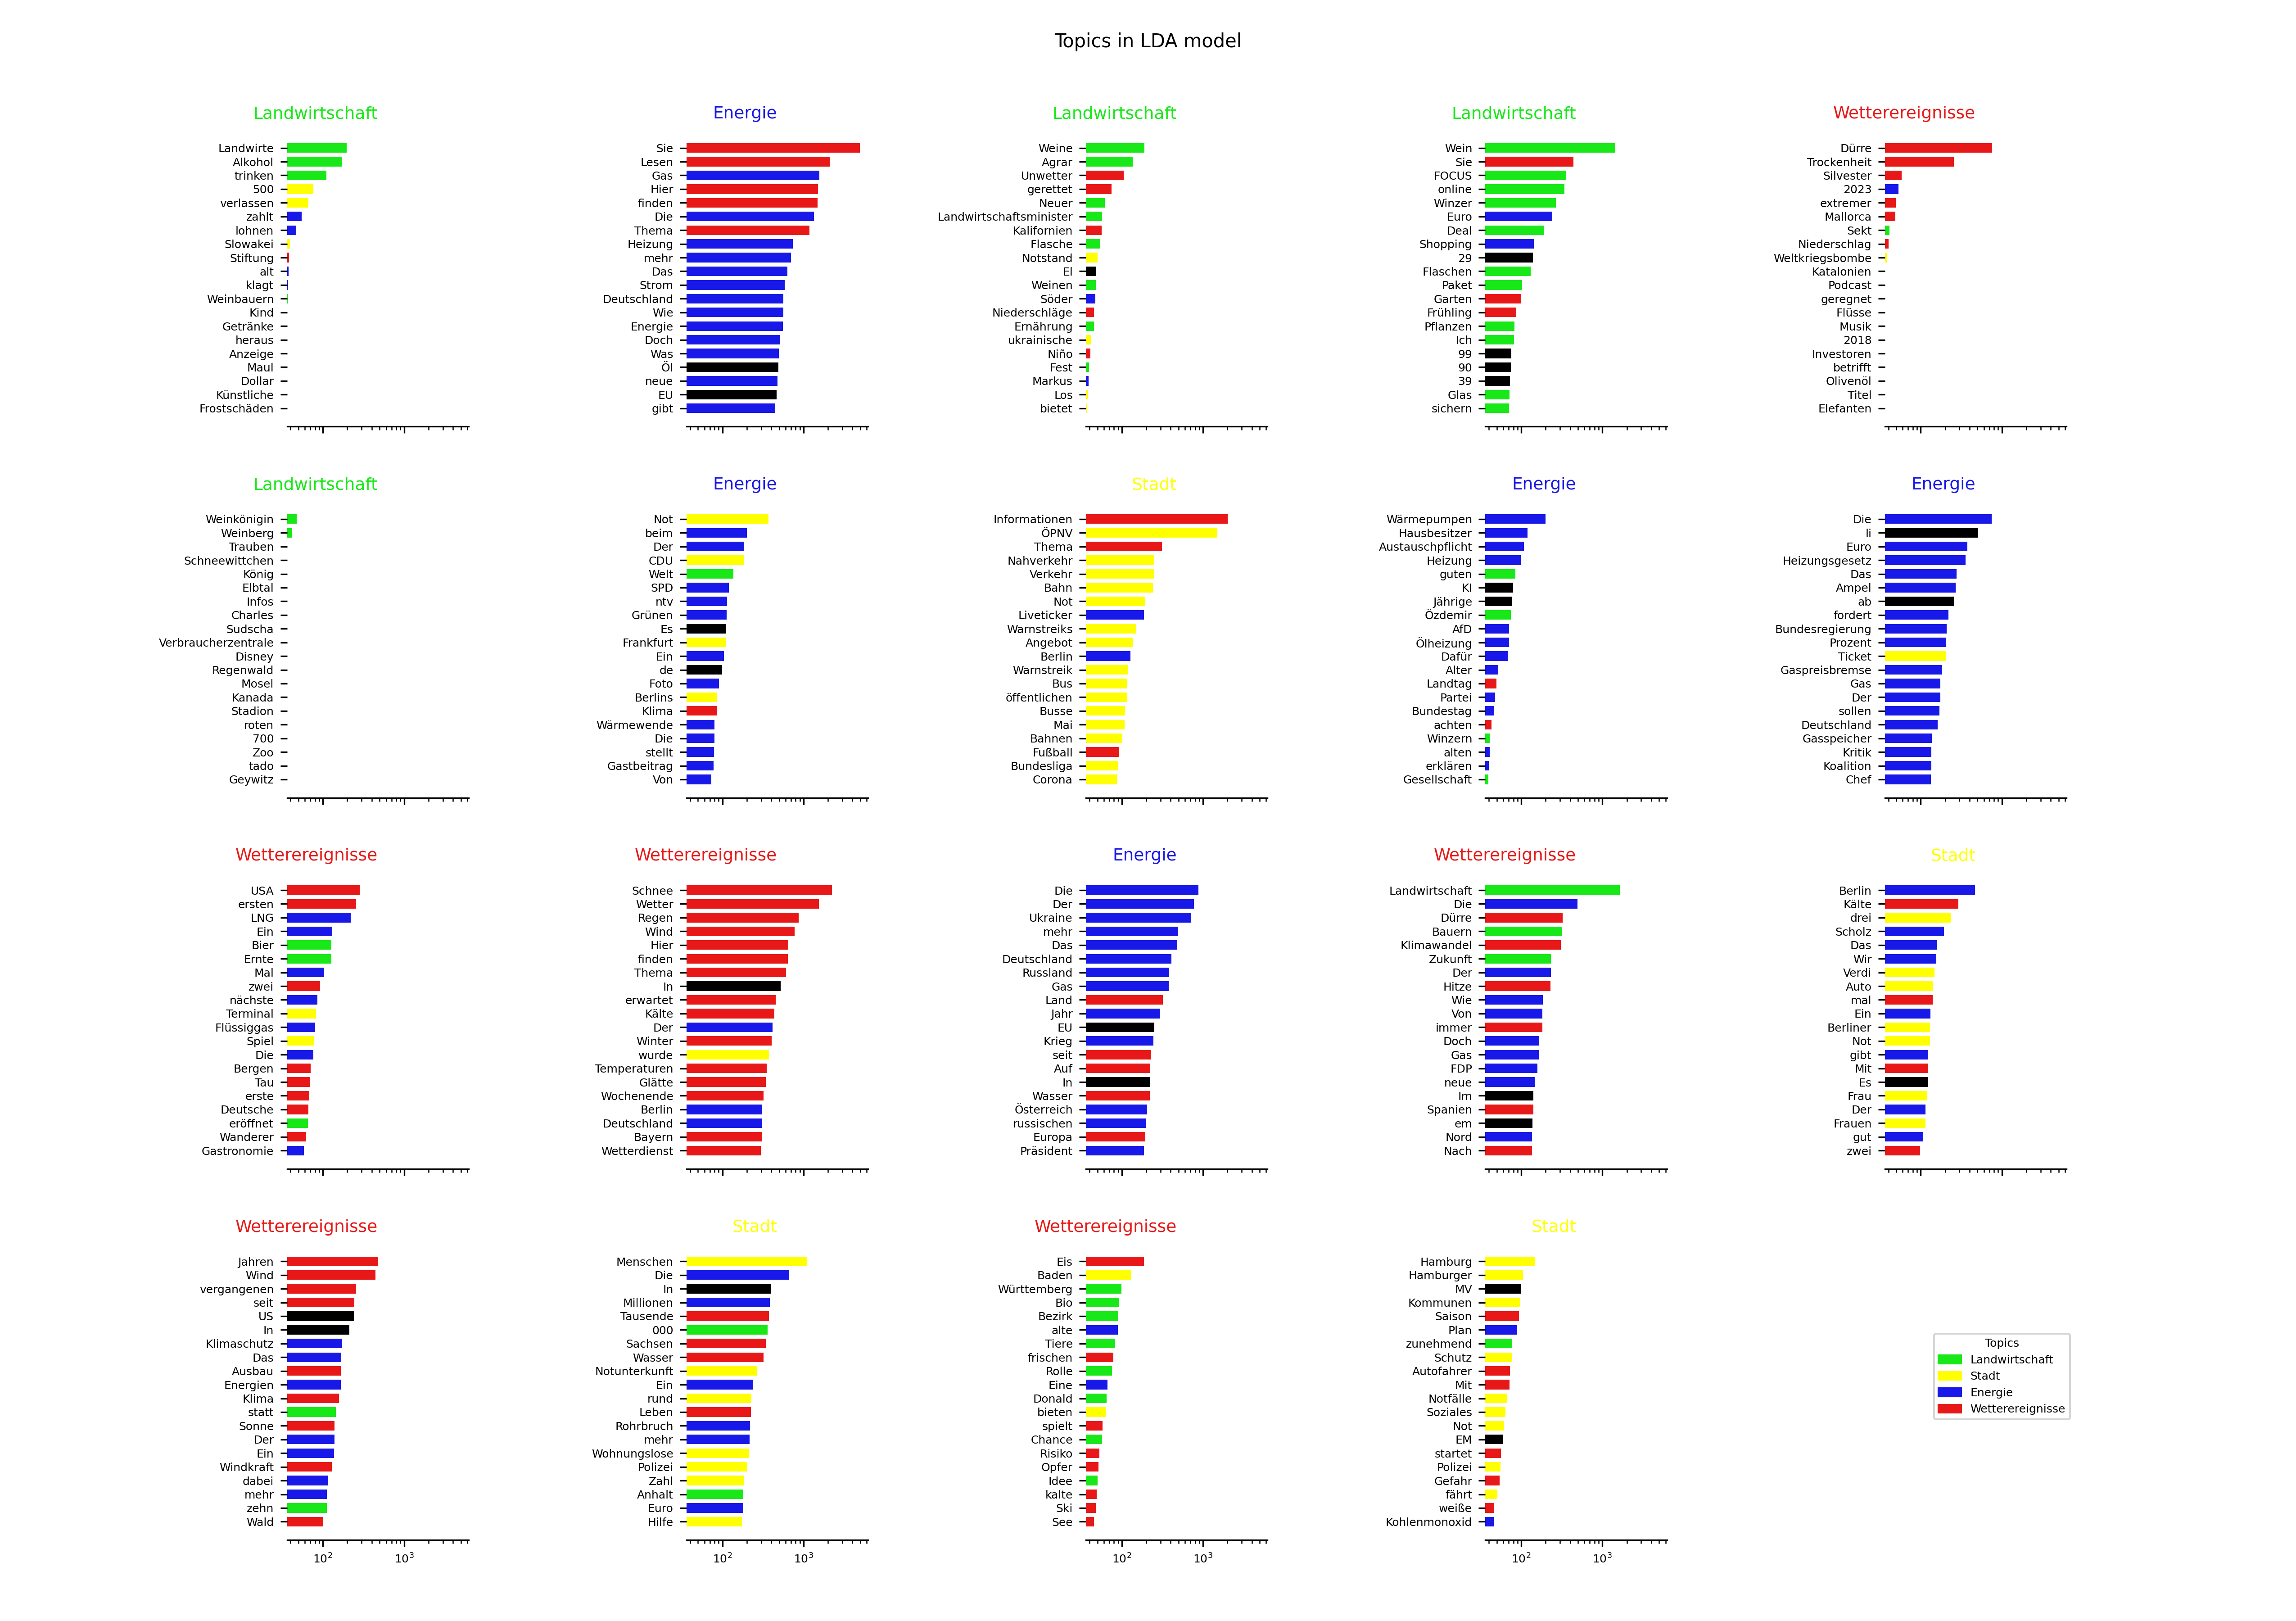 Topics in LDA model
Landwirtschaft
Landwirte
Alkohol
trinken
500
verlassen
zahlt
lohnen
Slowakei
Stiftung
alt
klagt
Weinbauern
Kind
Getränke
heraus
Anzeige
Maul
Dollar
Künstliche
Frostschäden
Energie
Sie
Lesen
Gas
Hier
finden
Die
Thema
Heizung
mehr
Das
Strom
Deutschland
Wie
Energie
Doch
Was
Öl
neue
EU
gibt
Landwirtschaft
Weine
Agrar
Unwetter
gerettet
Neuer
Landwirtschaftsminister
Kalifornien
Flasche
Notstand
El
Weinen
Söder
Niederschläge
Ernährung
ukrainische
Niño
Fest
Markus
Los
bietet
Landwirtschaft
Wein
Sie
FOCUS
online
Winzer
Euro
Deal
Shopping
29
Flaschen
Paket
Garten
Frühling
Pflanzen
Ich
99
90
39
Glas
sichern
Wetterereignisse
Dürre
Trockenheit
Silvester
2023
extremer
Mallorca
Sekt
Niederschlag
Weltkriegsbombe
Katalonien
Podcast
geregnet
Flüsse
Musik
2018
Investoren
betrifft
Olivenöl
Titel
Elefanten
Landwirtschaft
Weinkönigin
Weinberg
Trauben
Schneewittchen
König
Elbtal
Infos
Charles
Sudscha
Verbraucherzentrale
Disney
Regenwald
Mosel
Kanada
Stadion
roten
700
Zoo
tado
Geywitz
Energie
Not
beim
Der
CDU
Welt
SPD
ntv
Grünen
Es
Frankfurt
Ein
de
Foto
Berlins
Klima
Wärmewende
Die
stellt
Gastbeitrag
Von
Stadt
Informationen
ÖPNV
Thema
Nahverkehr
Verkehr
Bahn
Not
Liveticker
Warnstreiks
Angebot
Berlin
Warnstreik
Bus
öffentlichen
Busse
Mai
Bahnen
Fußball
Bundesliga
Corona
Energie
Wärmepumpen
Hausbesitzer
Austauschpflicht
Heizung
guten
KI
Jährige
Özdemir
AfD
Ölheizung
Dafür
Alter
Landtag
Partei
Bundestag
achten
Winzern
alten
erklären
Gesellschaft
Energie
Die
li
Euro
Heizungsgesetz
Das
Ampel
ab
fordert
Bundesregierung
Prozent
Ticket
Gaspreisbremse
Gas
Der
sollen
Deutschland
Gasspeicher
Kritik
Koalition
Chef
Wetterereignisse
USA
ersten
LNG
Ein
Bier
Ernte
Mal
zwei
nächste
Terminal
Flüssiggas
Spiel
Die
Bergen
Tau
erste
Deutsche
eröffnet
Wanderer
Gastronomie
Wetterereignisse
Schnee
Wetter
Regen
Wind
Hier
finden
Thema
In
erwartet
Kälte
Der
Winter
wurde
Temperaturen
Glätte
Wochenende
Berlin
Deutschland
Bayern
Wetterdienst
Energie
Die
Der
Ukraine
mehr
Das
Deutschland
Russland
Gas
Land
Jahr
EU
Krieg
seit
Auf
In
Wasser
Österreich
russischen
Europa
Präsident
Wetterereignisse
Landwirtschaft
Die
Dürre
Bauern
Klimawandel
Zukunft
Der
Hitze
Wie
Von
immer
Doch
Gas
FDP
neue
Im
Spanien
em
Nord
Nach
Stadt
Berlin
Kälte
drei
Scholz
Das
Wir
Verdi
Auto
mal
Ein
Berliner
Not
gibt
Mit
Es
Frau
Der
Frauen
gut
zwei
Wetterereignisse
Jahren
Wind
vergangenen
seit
US
In
Klimaschutz
Das
Ausbau
Energien
Klima
statt
Sonne
Der
Ein
Windkraft
dabei
mehr
zehn
Wald
10² 10³
Stadt
Menschen
Die
In
Millionen
Tausende
000
Sachsen
Wasser
Notunterkunft
Ein
rund
Leben
Rohrbruch
mehr
Wohnungslose
Polizei
Zahl
Anhalt
Euro
Hilfe
10² 10³
Wetterereignisse
Eis
Baden
Württemberg
Bio
Bezirk
alte
Tiere
frischen
Rolle
Eine
Donald
bieten
spielt
Chance
Risiko
Opfer
Idee
kalte
Ski
See
10² 10³
Stadt
Hamburg
Hamburger
MV
Kommunen
Saison
Plan
zunehmend
Schutz
Autofahrer
Mit
Notfälle
Soziales
Not
EM
startet
Polizei
Gefahr
fährt
weiße
Kohlenmonoxid
10² 10³
Topics
Landwirtschaft
Stadt
Energie
Wetterereignisse